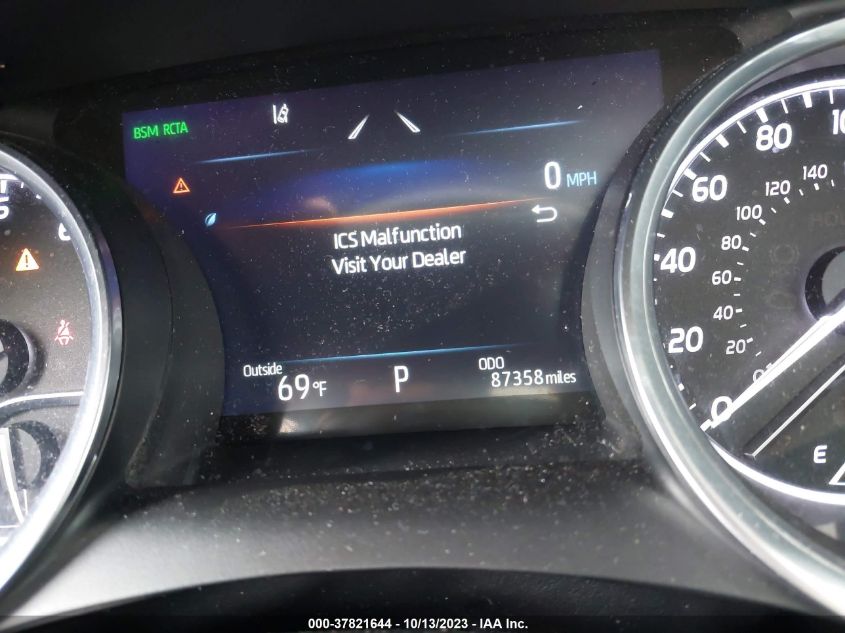 BSM RCTA
0 MPH
ICS Malfunction
Visit Your Dealer
Outside
69°F
P
ODO
87358 miles
0
20
40
60
80
20
40
60
80
100
120
140
E
000-37821644 - 10/13/2023 - IAA Inc.